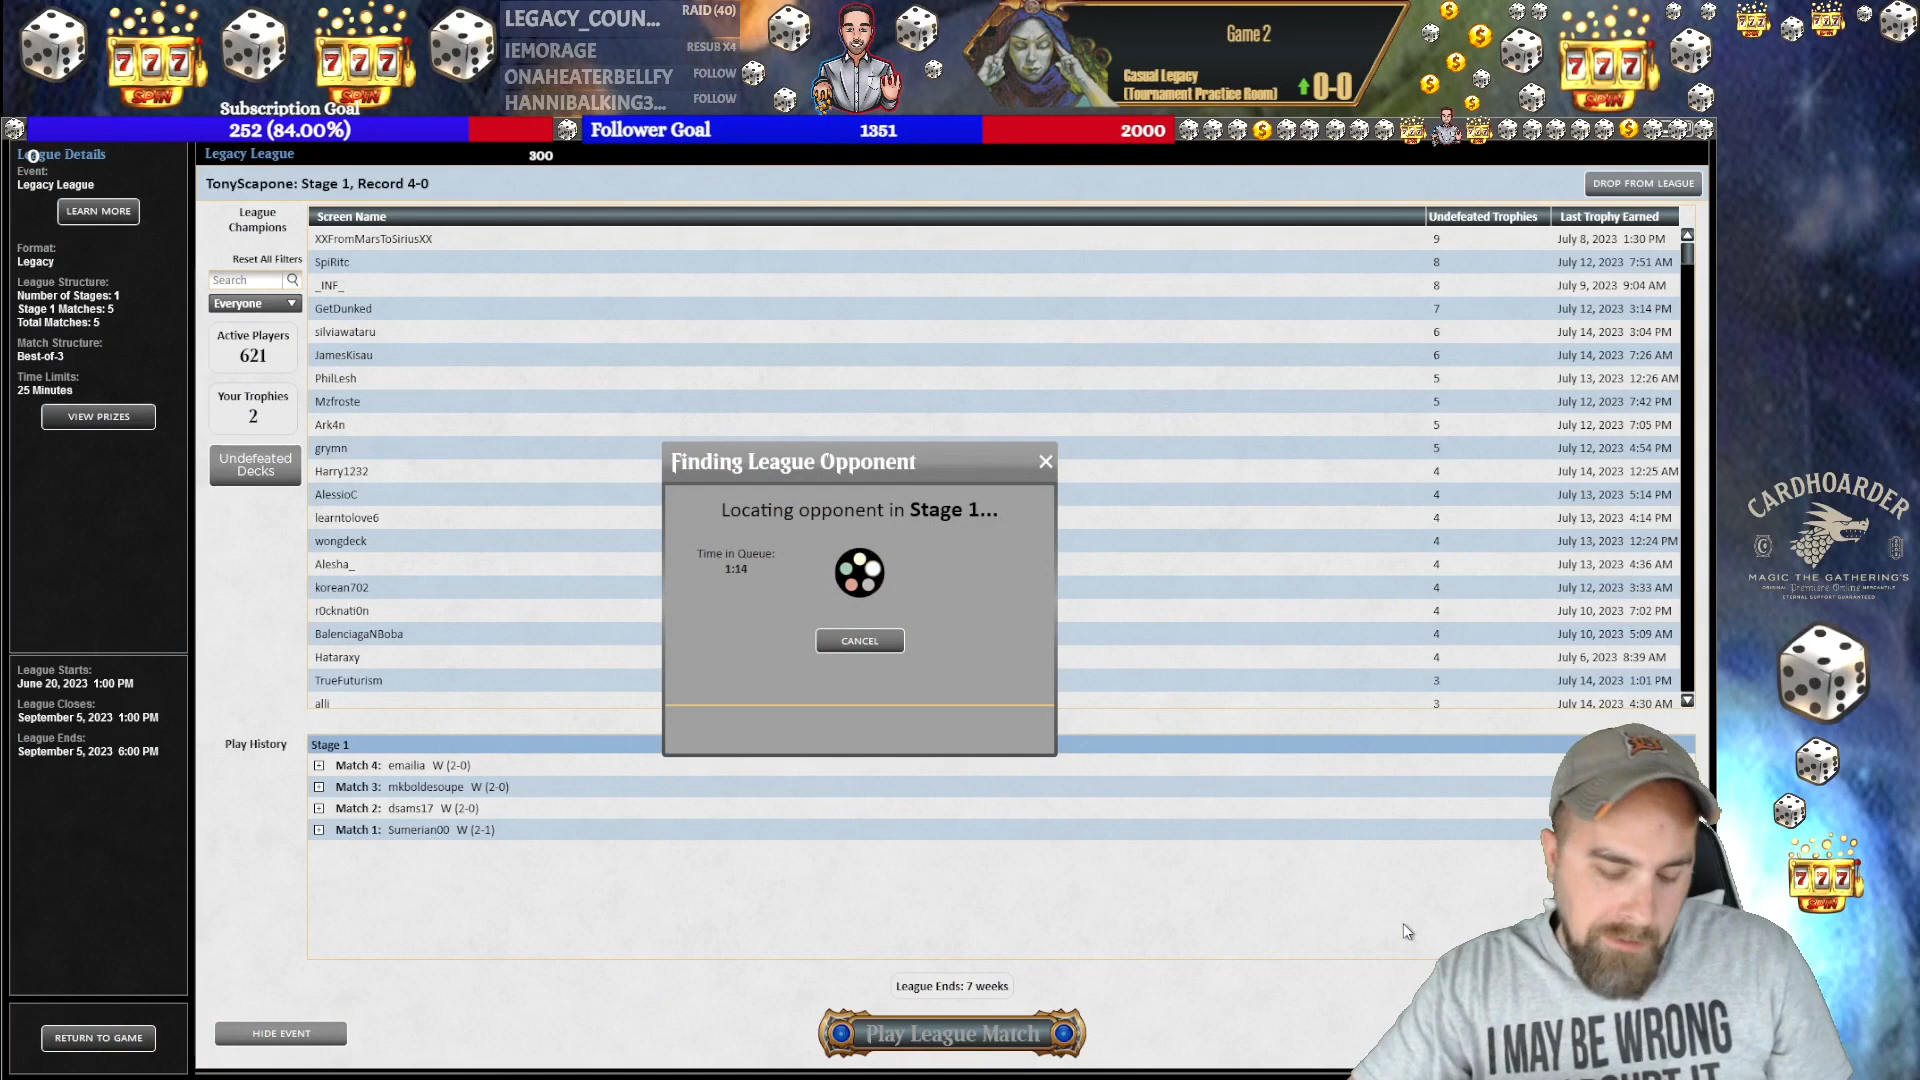 LEGACY_COUN... RAID (40)
IEMORAGE RESUB X4
ONAHEATERBELLFY FOLLOW
HANNIBALKING3... FOLLOW
777
SPIN
777
SPIN
Game 2
Casual Legacy
(Tournament Practice Room)
0-0
777
SPIN
Subscription Goal
252 (84.00%)
300
Follower Goal 1351 2000
League Details
Event:
Legacy League
LEARN MORE
Format:
Legacy
League Structure:
Number of Stages: 1
Stage 1 Matches: 5
Total Matches: 5
Match Structure:
Best-of-3
Time Limits:
25 Minutes
VIEW PRIZES
League Starts:
June 20, 2023 1:00 PM
League Closes:
September 5, 2023 1:00 PM
League Ends:
September 5, 2023 6:00 PM
RETURN TO GAME
Legacy League
TonyScapone: Stage 1, Record 4-0
DROP FROM LEAGUE
League
Champions
Reset All Filters
Search
Everyone
Active Players
621
Your Trophies
2
Undefeated
Decks
Screen Name Undefeated Trophies Last Trophy Earned
XXFromMarsToSiriusXX 9 July 8, 2023 1:30 PM
SpiRitc 8 July 12, 2023 7:51 AM
_INF_ 8 July 9, 2023 9:04 AM
GetDunked 7 July 12, 2023 3:14 PM
silviawataru 6 July 14, 2023 3:04 PM
JamesKisau 6 July 14, 2023 7:26 AM
PhilLesh 5 July 13, 2023 12:26 AM
Mzfroste 5 July 12, 2023 7:42 PM
Ark4n 5 July 12, 2023 7:05 PM
grymn 5 July 12, 2023 4:54 PM
Harry1232 4 July 14, 2023 12:25 AM
AlessioC 4 July 13, 2023 5:14 PM
learntolove6 4 July 13, 2023 4:14 PM
wongdeck 4 July 13, 2023 12:24 PM
Alesha_ 4 July 13, 2023 4:36 AM
korean702 4 July 12, 2023 3:33 AM
r0cknati0n 4 July 10, 2023 7:02 PM
BalenciagaNBoba 4 July 10, 2023 5:09 AM
Hataraxy 4 July 6, 2023 8:39 AM
TrueFuturism 3 July 14, 2023 1:01 PM
alli 3 July 14, 2023 4:30 AM
Finding League Opponent
Locating opponent in Stage 1...
Time in Queue:
1:14
CANCEL
Play History
Stage 1
Match 4: emailia W (2-0)
Match 3: mkboldesoupe W (2-0)
Match 2: dsams17 W (2-0)
Match 1: Sumerian00 W (2-1)
League Ends: 7 weeks
HIDE EVENT
Play League Match
CARDHOARDER
MAGIC THE GATHERING'S
ORIGINAL Premiere Online MERCANTILE
ETERNAL SUPPORT GUARANTEED
777
SPIN
I MAY BE WRONG